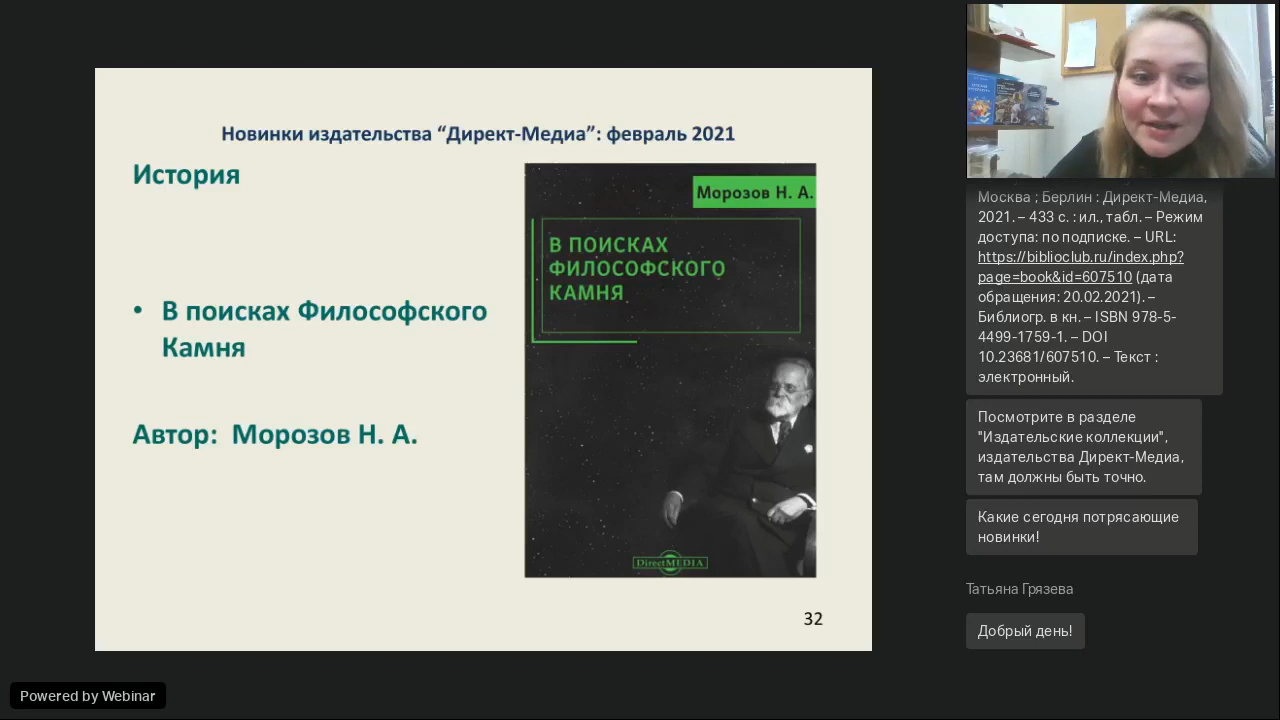 Новинки издательства “Директ-Медиа”: февраль 2021
История
• В поисках Философского
Камня
Автор: Морозов Н. А.
Морозов Н. А.
В ПОИСКАХ
ФИЛОСОФСКОГО
КАМНЯ
DirectMEDIA
32
Москва ; Берлин : Директ-Медиа,
2021. – 433 с. : ил., табл. – Режим
доступа: по подписке. – URL:
https://biblioclub.ru/index.php?
page=book&id=607510 (дата
обращения: 20.02.2021). –
Библиогр. в кн. – ISBN 978-5-
4499-1759-1. – DOI
10.23681/607510. – Текст :
электронный.
Посмотрите в разделе
"Издательские коллекции",
издательства Директ-Медиа,
там должны быть точно.
Какие сегодня потрясающие
новинки!
Татьяна Грязева
Добрый день!
Powered by Webinar